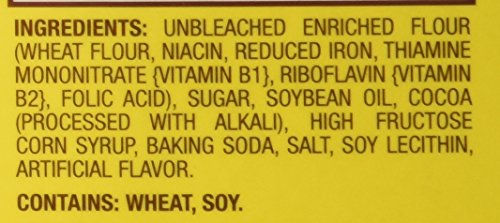 INGREDIENTS: UNBLEACHED ENRICHED FLOUR
(WHEAT FLOUR, NIACIN, REDUCED IRON, THIAMINE
MONONITRATE {VITAMIN B1}, RIBOFLAVIN {VITAMIN
B2}, FOLIC ACID), SUGAR, SOYBEAN OIL, COCOA
(PROCESSED WITH ALKALI), HIGH FRUCTOSE
CORN SYRUP, BAKING SODA, SALT, SOY LECITHIN,
ARTIFICIAL FLAVOR.
CONTAINS: WHEAT, SOY.